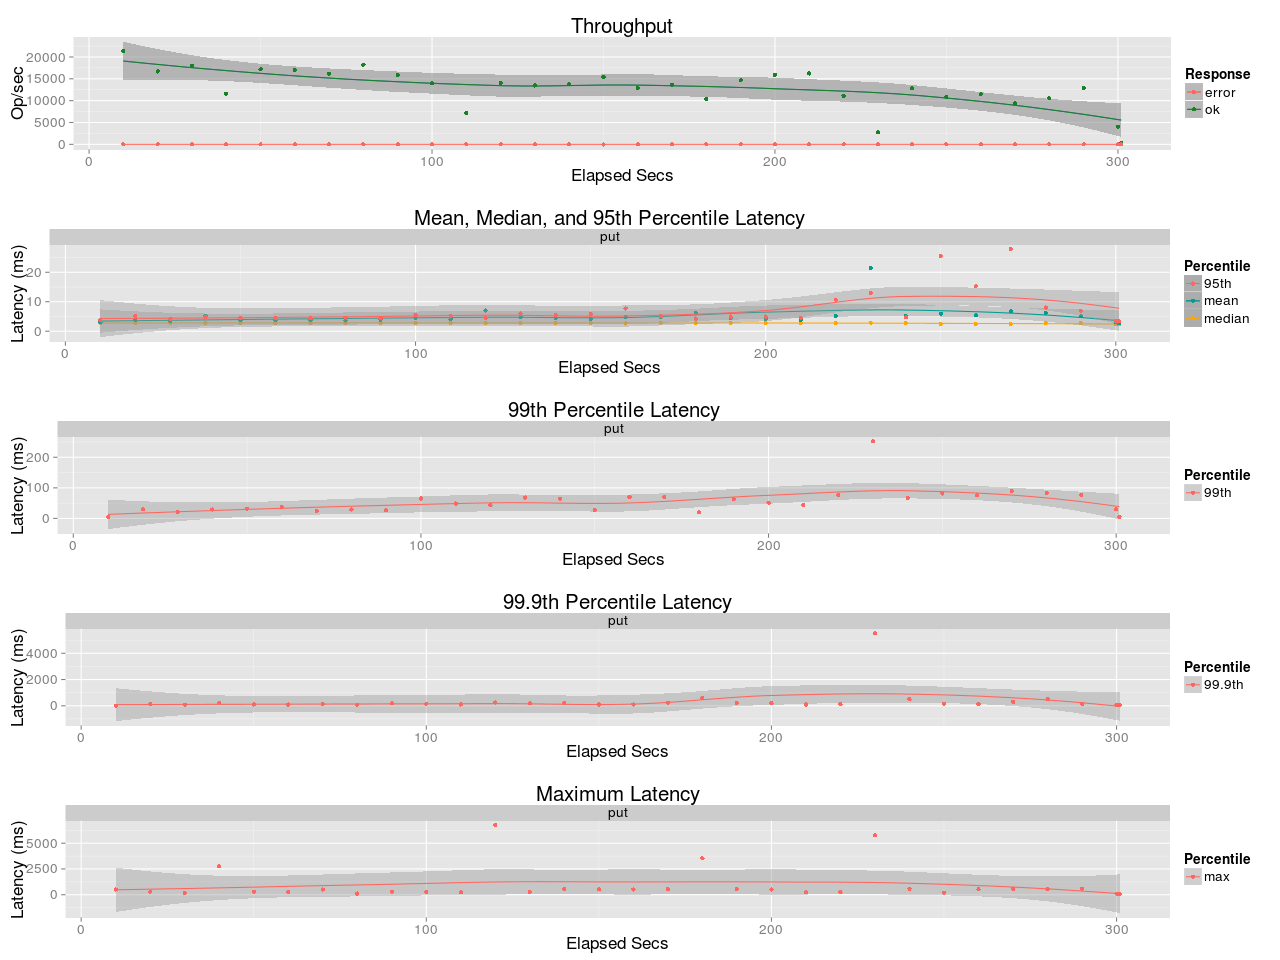 Throughput
Op/sec
20000
15000
10000
5000
0
0 100 200 300
Elapsed Secs
Response
error
ok
Mean, Median, and 95th Percentile Latency
put
Latency (ms)
20
10
0
0 100 200 300
Elapsed Secs
Percentile
95th
mean
median
99th Percentile Latency
put
Latency (ms)
200
100
0
0 100 200 300
Elapsed Secs
Percentile
99th
99.9th Percentile Latency
put
Latency (ms)
4000
2000
0
0 100 200 300
Elapsed Secs
Percentile
99.9th
Maximum Latency
put
Latency (ms)
5000
2500
0
0 100 200 300
Elapsed Secs
Percentile
max